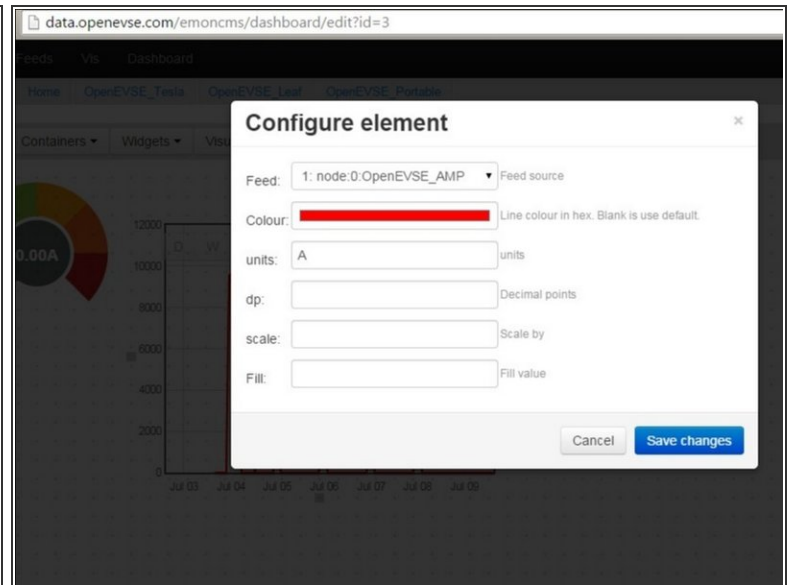 data.openevse.com/emoncms/dashboard/edit?id=3
Feeds Vis Dashboard
Home OpenEVSE_Tesla OpenEVSE_Leaf OpenEVSE_Portable
Containers Widgets Visu
Configure element ×
Feed: 1: node:0:OpenEVSE_AMP Feed source
Colour: Line colour in hex. Blank is use default.
units: A units
dp: Decimal points
scale: Scale by
Fill: Fill value
Cancel Save changes
0.00A
D W
12000
10000
8000
6000
4000
2000
0
Jul 03 Jul 04 Jul 05 Jul 06 Jul 07 Jul 08 Jul 09